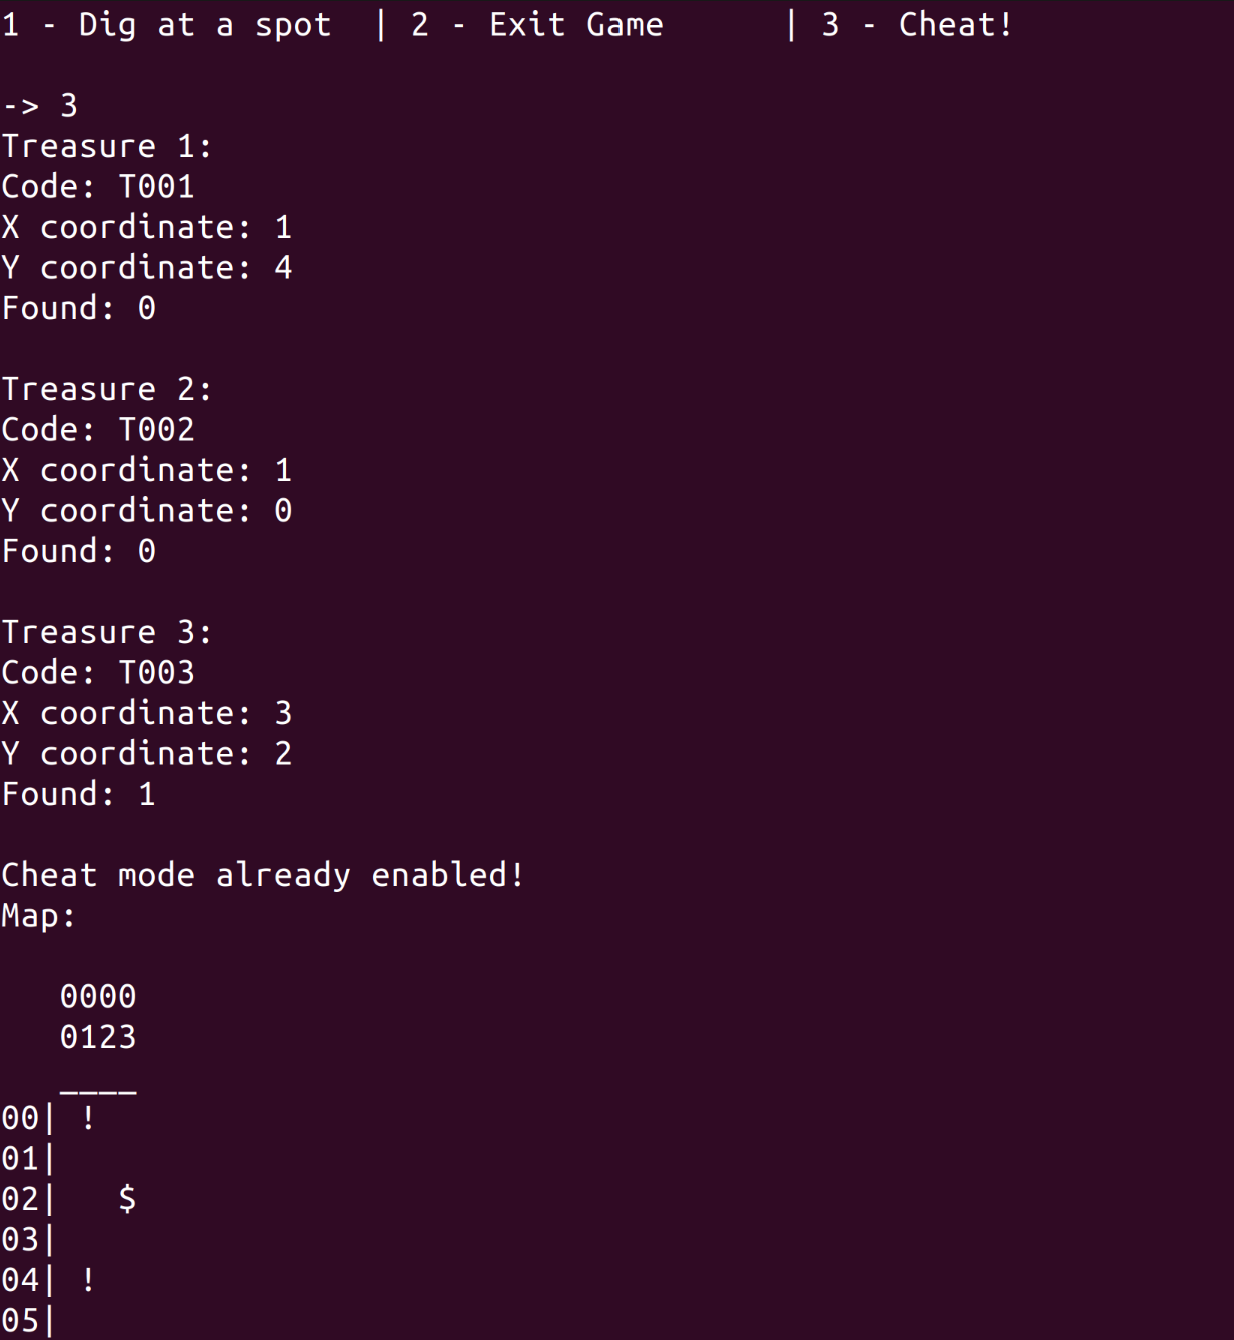 1 - Dig at a spot  | 2 - Exit Game      | 3 - Cheat!
-> 3
Treasure 1:
Code: T001
X coordinate: 1
Y coordinate: 4
Found: 0
Treasure 2:
Code: T002
X coordinate: 1
Y coordinate: 0
Found: 0
Treasure 3:
Code: T003
X coordinate: 3
Y coordinate: 2
Found: 1
Cheat mode already enabled!
Map:
   0000
   0123
   ____
00| !
01|
02|   $
03|
04| !
05|